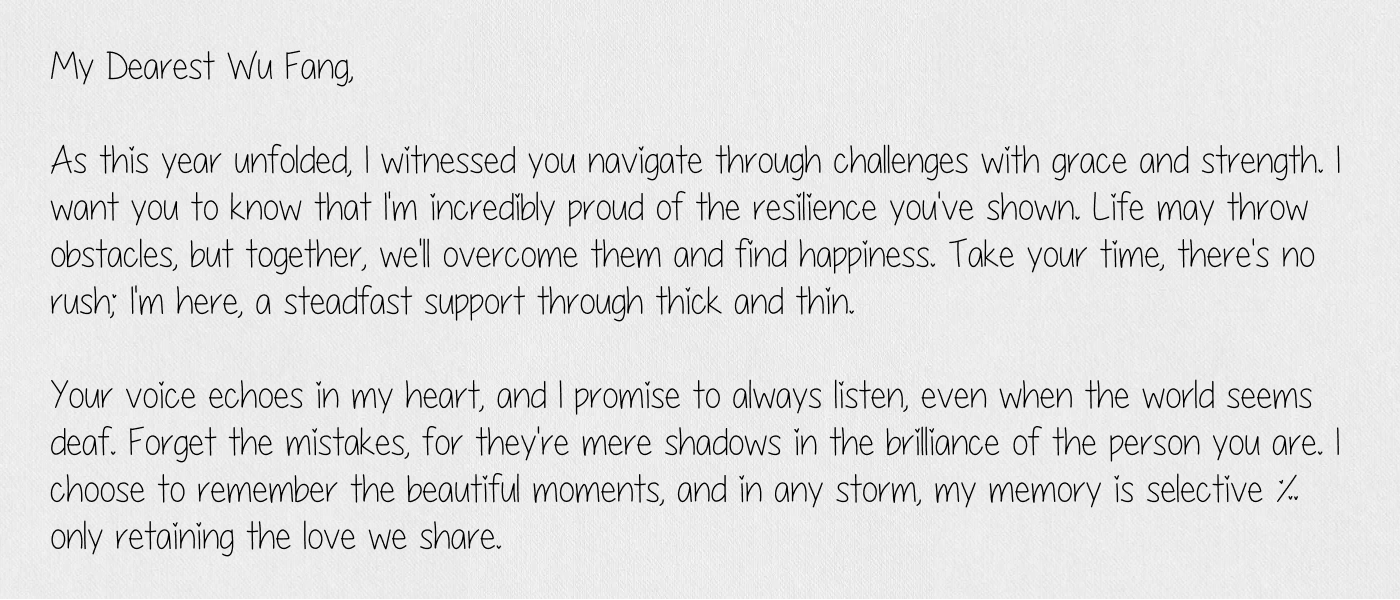 My Dearest Wu Fang,
As this year unfolded, I witnessed you navigate through challenges with grace and strength. I
want you to know that I'm incredibly proud of the resilience you've shown. Life may throw
obstacles, but together, we'll overcome them and find happiness. Take your time, there's no
rush; I'm here, a steadfast support through thick and thin.
Your voice echoes in my heart, and I promise to always listen, even when the world seems
deaf. Forget the mistakes, for they're mere shadows in the brilliance of the person you are. I
choose to remember the beautiful moments, and in any storm, my memory is selective ٪
only retaining the love we share.